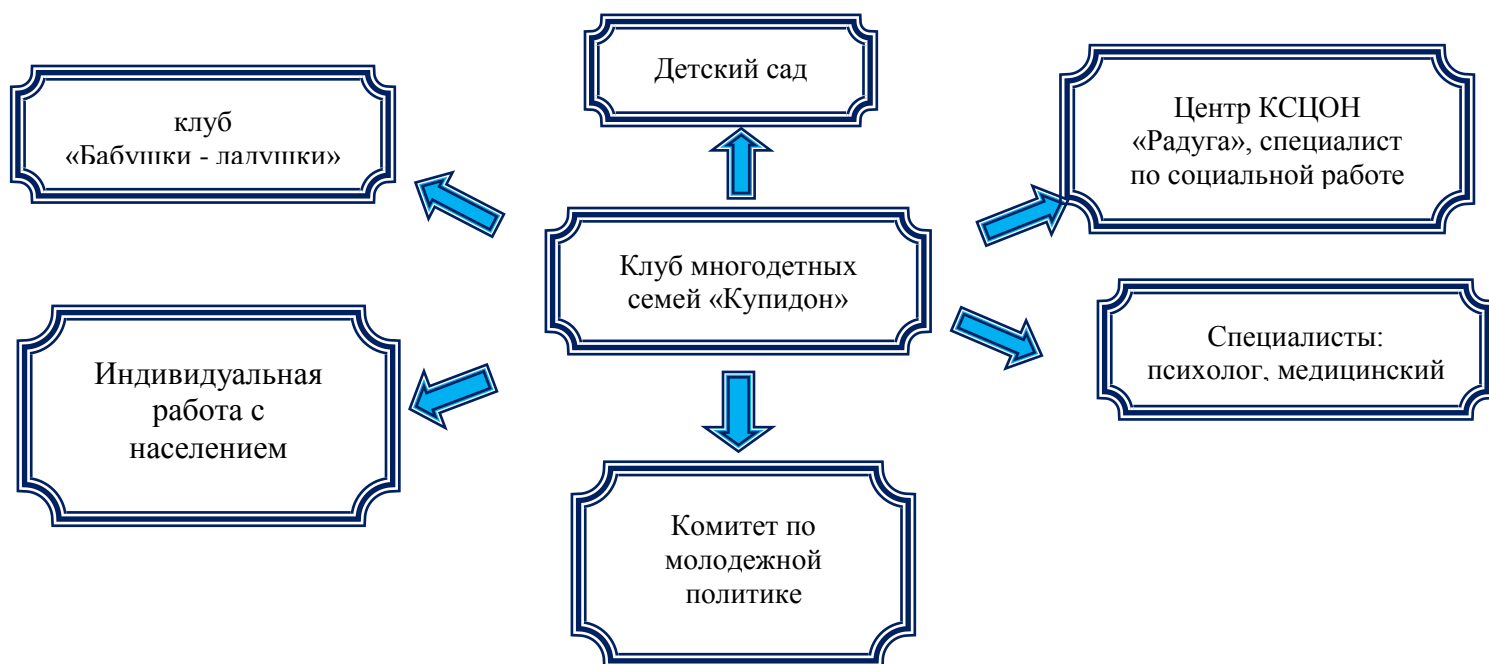 Детский сад
клуб
«Бабушки - ладушки»
Центр КСЦОН
«Радуга», специалист
по социальной работе
Клуб многодетных
семей «Купидон»
Специалисты:
психолог, медицинский
Индивидуальная
работа с
населением
Комитет по
молодежной
политике